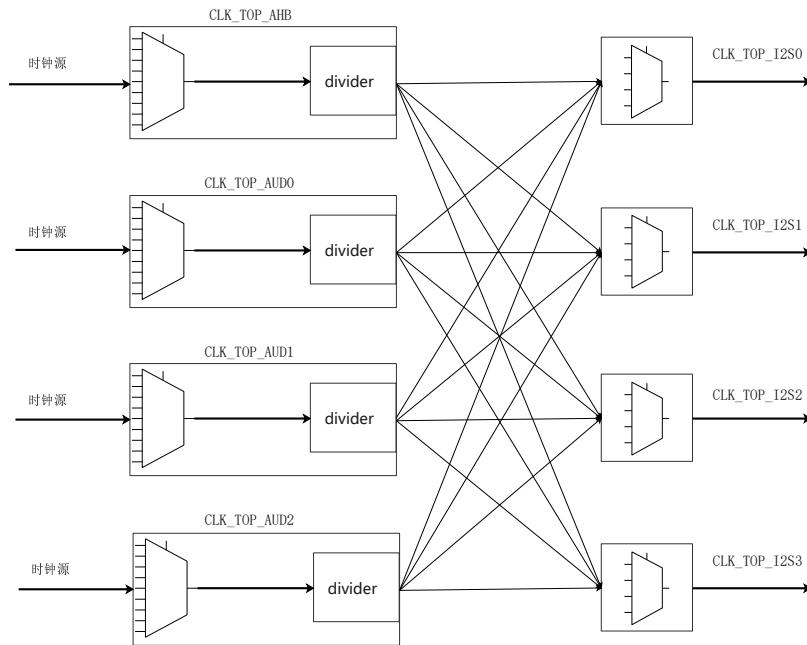 CLK_TOP_AHB
时钟源
divider
CLK_TOP_I2S0
CLK_TOP_AUD0
时钟源
divider
CLK_TOP_I2S1
CLK_TOP_AUD1
时钟源
divider
CLK_TOP_I2S2
CLK_TOP_AUD2
时钟源
divider
CLK_TOP_I2S3